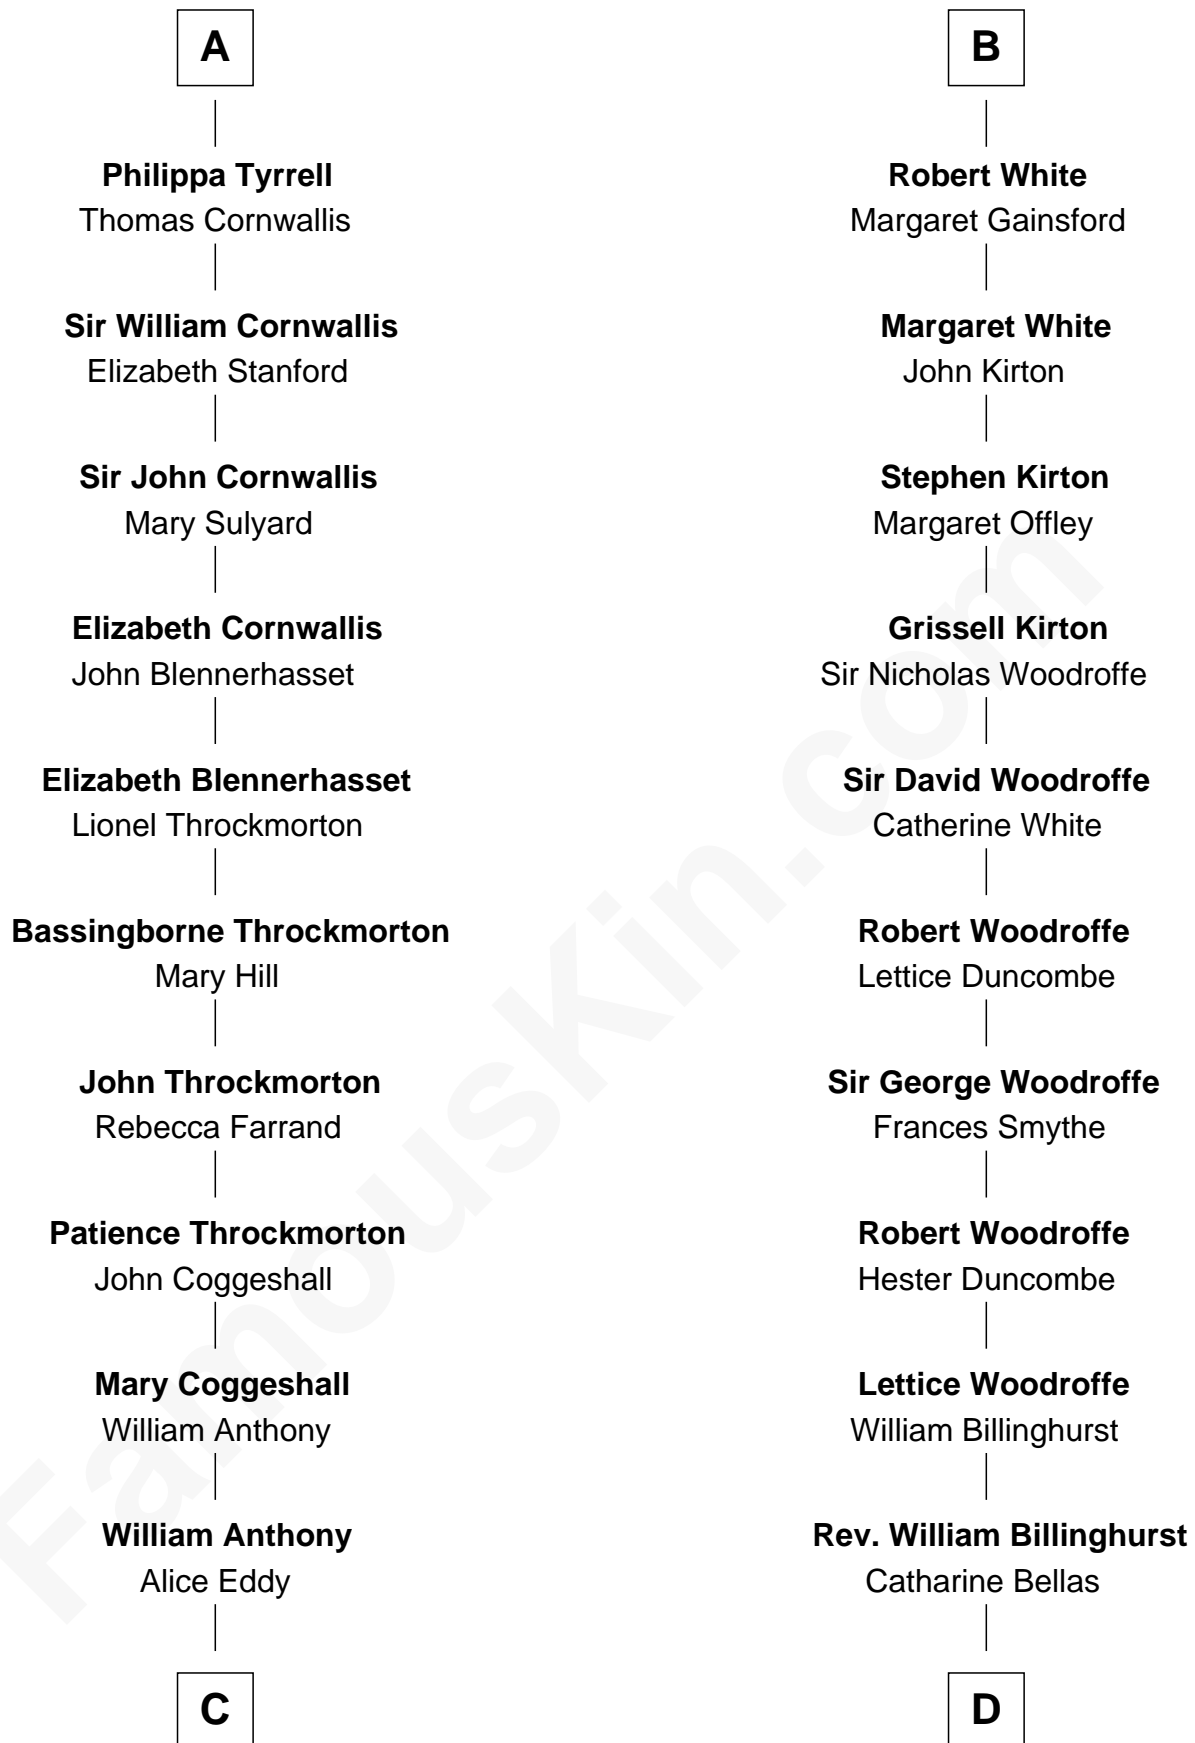 A
Philippa Tyrrell
Thomas Cornwallis
Sir William Cornwallis
Elizabeth Stanford
Sir John Cornwallis
Mary Sulyard
Elizabeth Cornwallis
John Blennerhasset
Elizabeth Blennerhasset
Lionel Throckmorton
Bassingborne Throckmorton
Mary Hill
John Throckmorton
Rebecca Farrand
Patience Throckmorton
John Coggeshall
Mary Coggeshall
William Anthony
William Anthony
Alice Eddy
C
B
Robert White
Margaret Gainsford
Margaret White
John Kirton
Stephen Kirton
Margaret Offley
Grissell Kirton
Sir Nicholas Woodroffe
Sir David Woodroffe
Catherine White
Robert Woodroffe
Lettice Duncombe
Sir George Woodroffe
Frances Smythe
Robert Woodroffe
Hester Duncombe
Lettice Woodroffe
William Billinghurst
Rev. William Billinghurst
Catharine Bellas
D
FamousKin.com